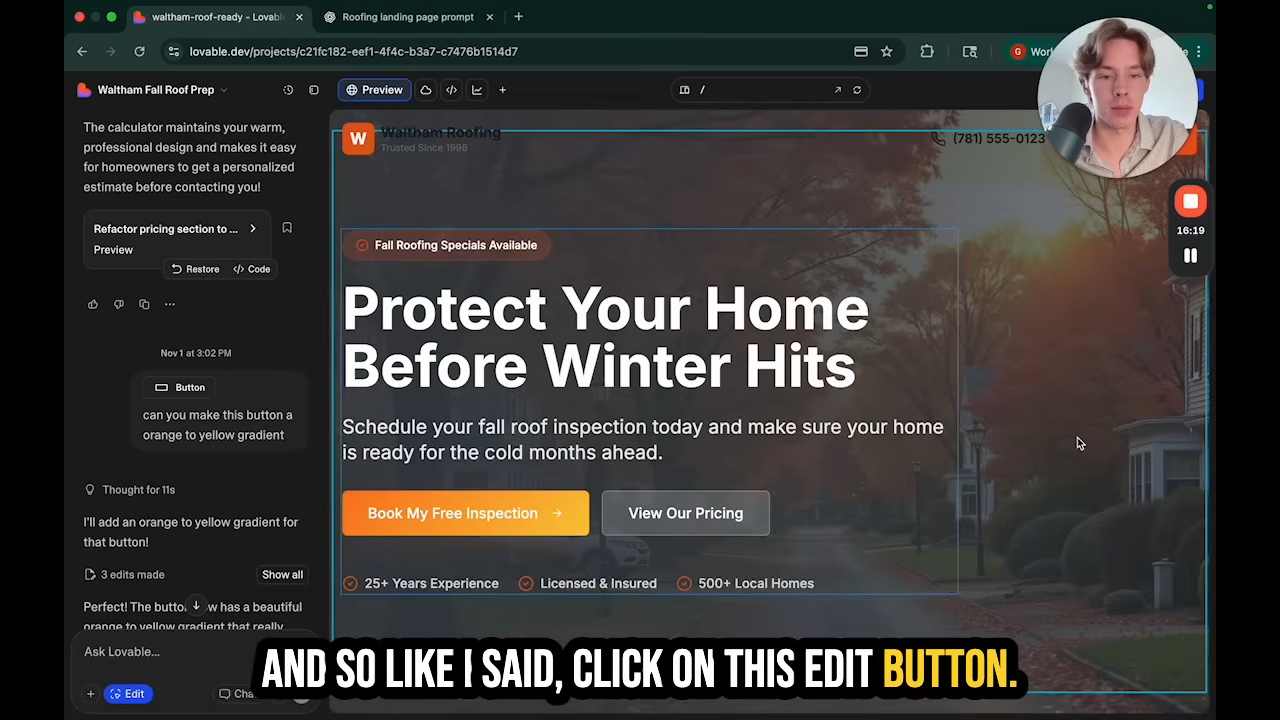 waltham-roof-ready - Lovable
Roofing landing page prompt
lovable.dev/projects/c21fc182-eef1-4f4c-b3a7-c7476b1514d7
G
Waltham Fall Roof Prep
Preview
/
The calculator maintains your warm,
professional design and makes it easy
for homeowners to get a personalized
estimate before contacting you!
Refactor pricing section to ...
Preview
Restore
Code
Nov 1 at 3:02 PM
Button
can you make this button a
orange to yellow gradient
Thought for 11s
I'll add an orange to yellow gradient for
that button!
3 edits made
Show all
orange to yellow gradient that really
Ask Lovable...
Edit
W
Waltham Roofing
Trusted Since 1998
(781) 555-0123
Fall Roofing Specials Available
Protect Your Home
Before Winter Hits
Schedule your fall roof inspection today and make sure your home
is ready for the cold months ahead.
Book My Free Inspection
View Our Pricing
25+ Years Experience
Licensed & Insured
500+ Local Homes
16:19
AND SO LIKE I SAID, CLICK ON THIS EDIT BUTTON.